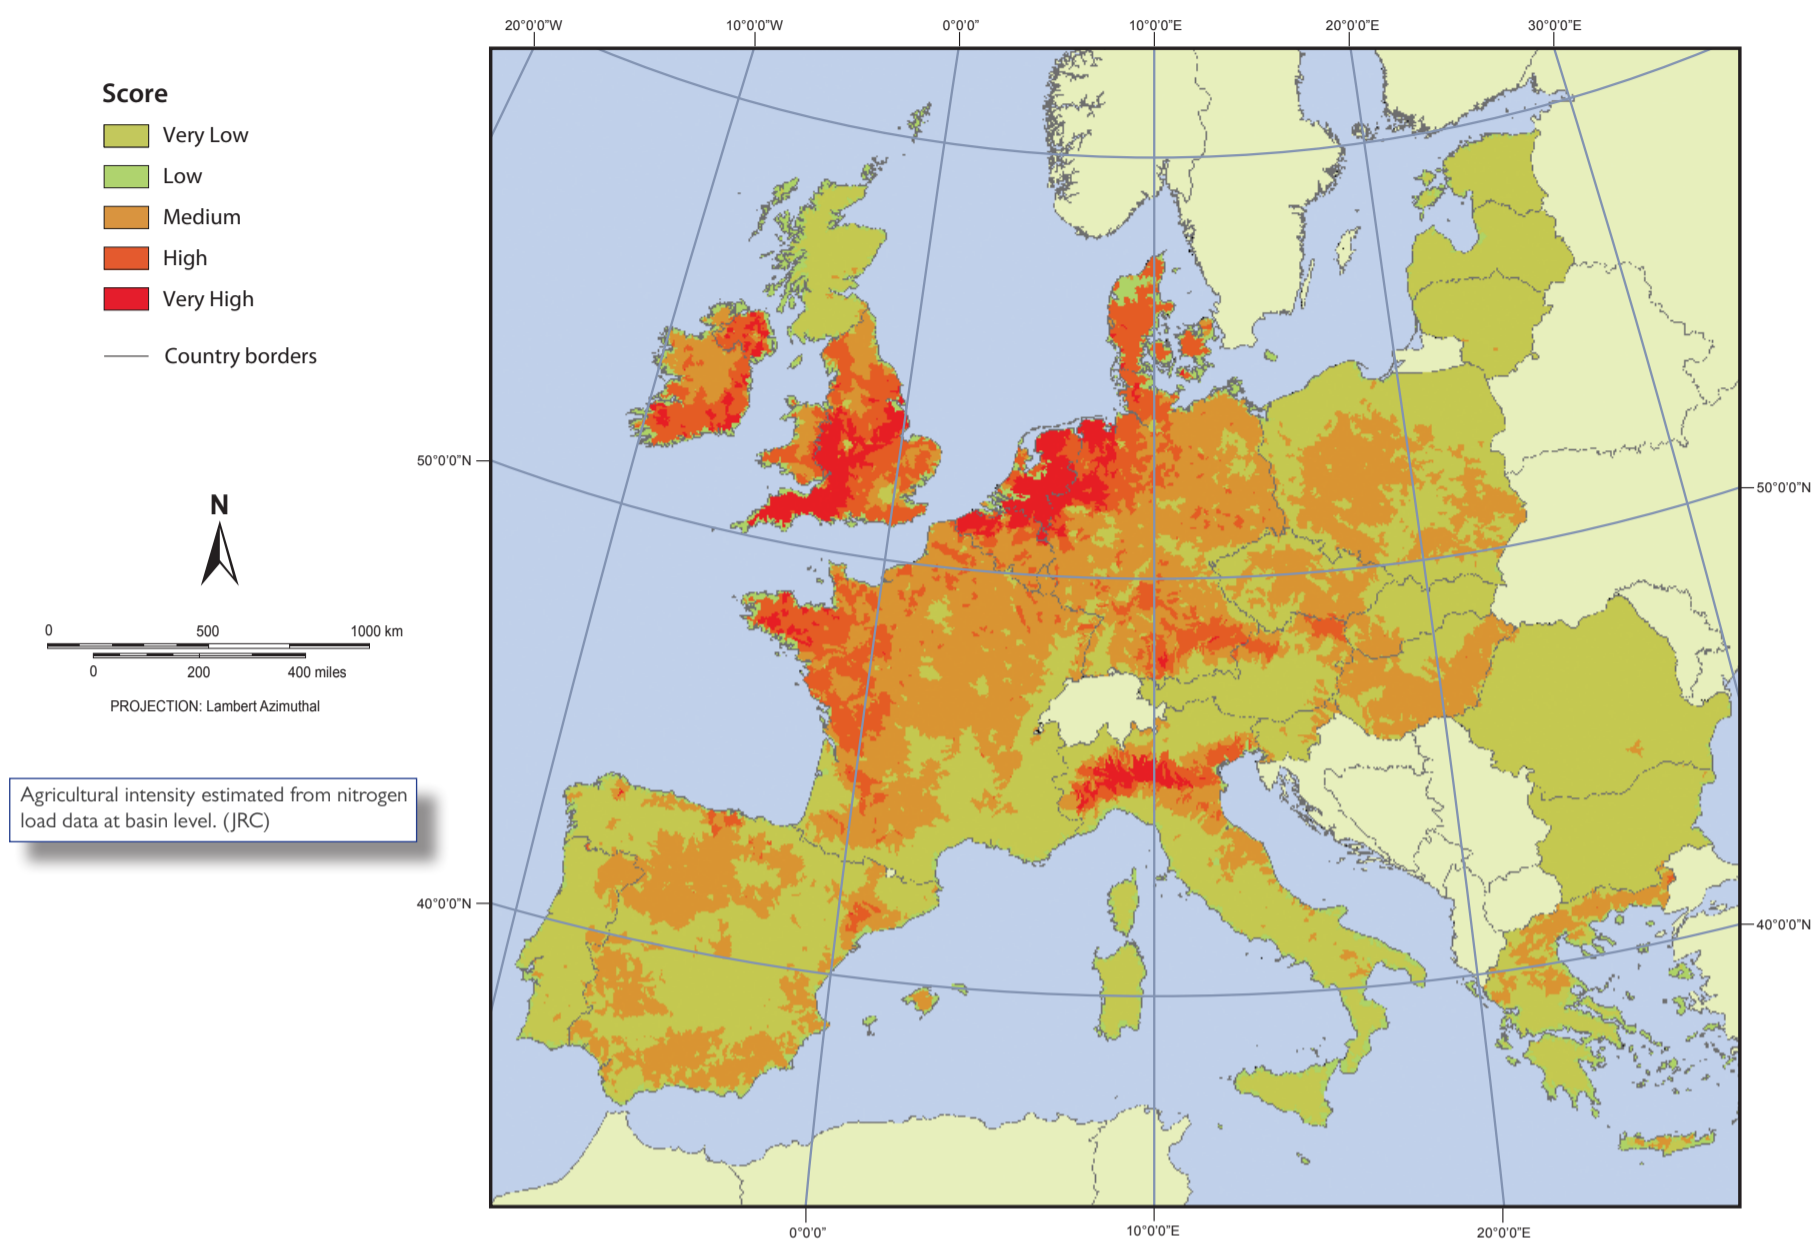 20°0'0"W
10°0'0"W
0°0'0"
10°0'0"E
20°0'0"E
30°0'0"E
Score
Very Low
Low
Medium
High
Very High
Country borders
50°0'0"N
50°0'0"N
N
0 500 1000 km
0 200 400 miles
PROJECTION: Lambert Azimuthal
Agricultural intensity estimated from nitrogen
load data at basin level. (JRC)
40°0'0"N
40°0'0"N
0°0'0"
10°0'0"E
20°0'0"E